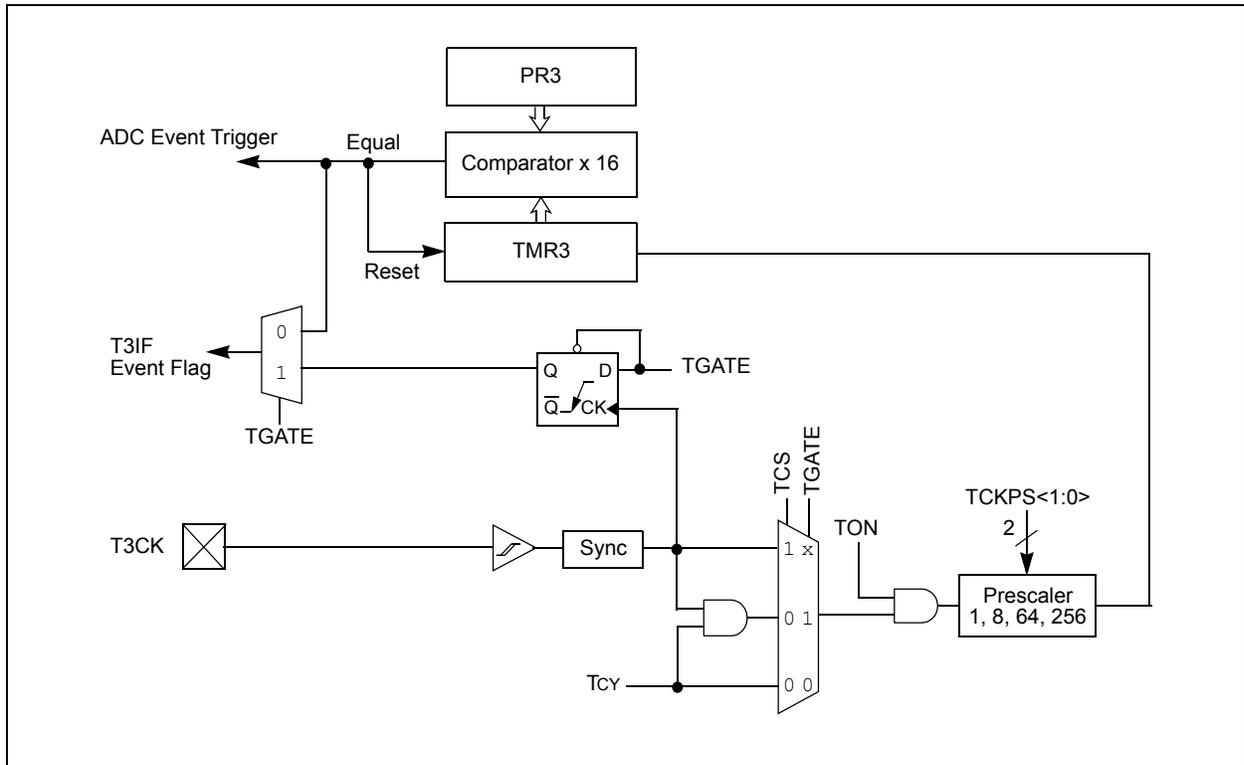 PR3
ADC Event Trigger
Equal
Comparator x 16
TMR3
Reset
0
T3IF
Event Flag
1
TGATE
Q D
TGATE
Q̅ CK
TCS
TGATE
TCKPS<1:0>
2
TON
T3CK
Sync
1 x
Prescaler
1, 8, 64, 256
0 1
TCY
0 0